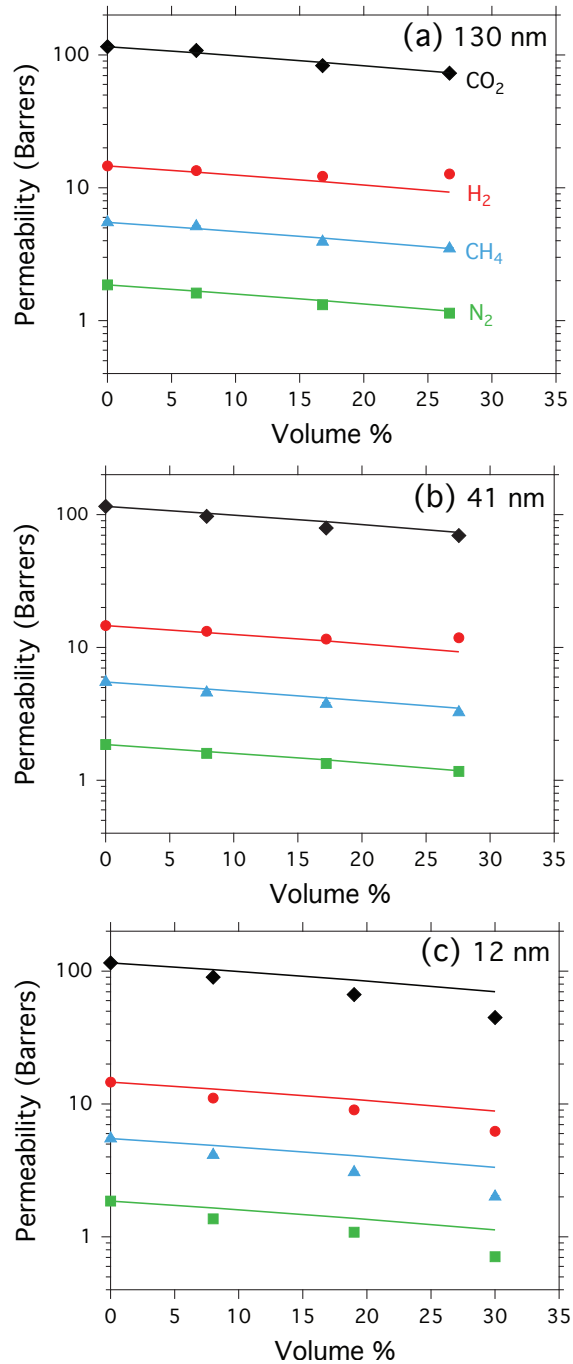 (a) 130 nm
100
10
1
CO₂
H₂
CH₄
N₂
Permeability (Barrers)
0 5 10 15 20 25 30 35
Volume %
(b) 41 nm
100
10
1
Permeability (Barrers)
0 5 10 15 20 25 30 35
Volume %
(c) 12 nm
100
10
1
Permeability (Barrers)
0 5 10 15 20 25 30 35
Volume %